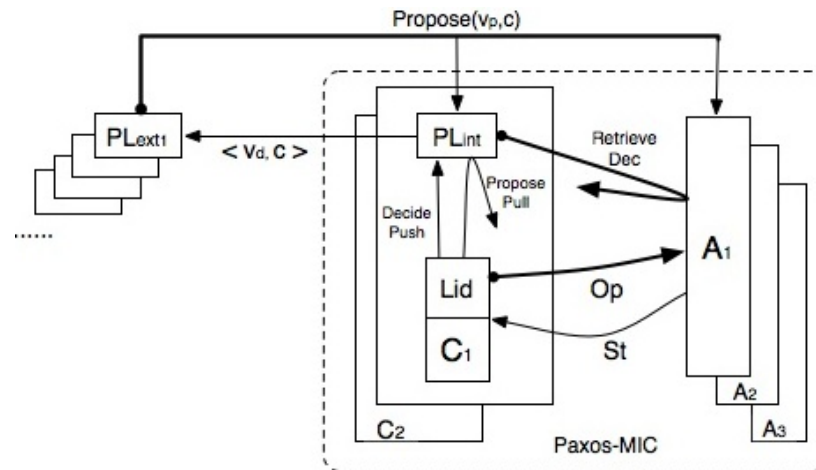 Propose(vp,c)
PLext1
PLint
< Vd, C >
Retrieve
Dec
Propose
Pull
Decide
Push
A1
Lid
Op
C1
St
A2
C2
A3
Paxos-MIC
......